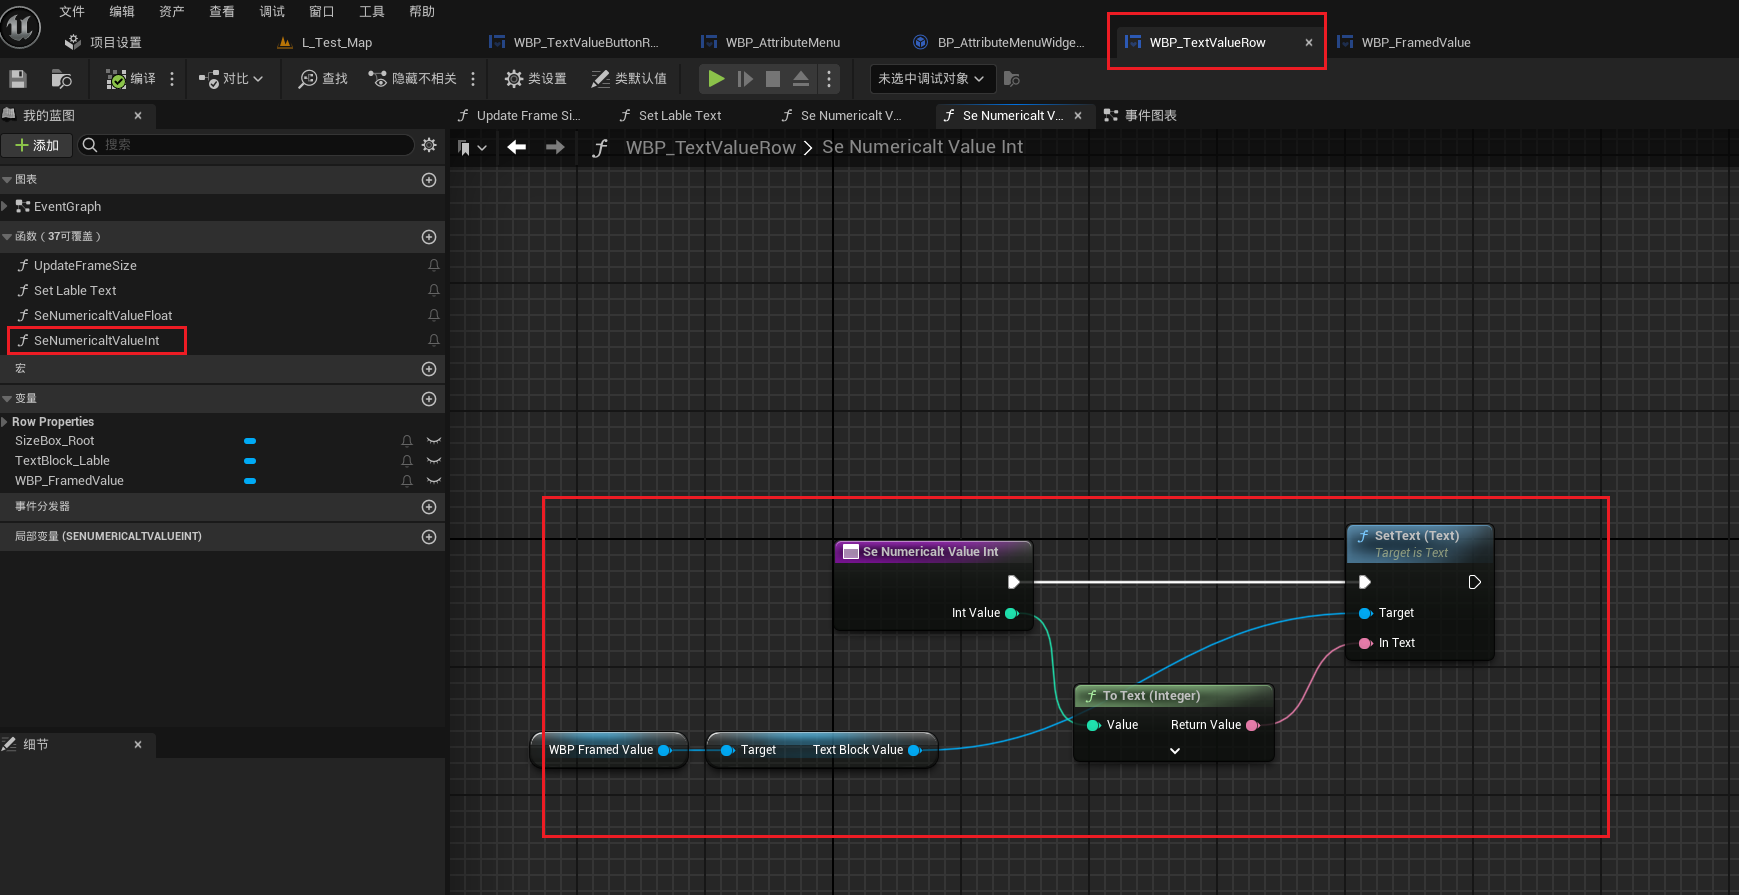 文件 编辑 资产 查看 调试 窗口 工具 帮助
项目设置 L_Test_Map WBP_TextValueButtonR... WBP_AttributeMenu BP_AttributeMenuWidge... WBP_TextValueRow WBP_FramedValue
编译 对比 查找 隐藏不相关 类设置 类默认值 未选中调试对象
我的蓝图
Update Frame Si... Set Lable Text Se Numericalt V... Se Numericalt V... 事件图表
添加 搜索
WBP_TextValueRow > Se Numericalt Value Int
图表
EventGraph
函数（37可覆盖）
UpdateFrameSize
Set Lable Text
SeNumericaltValueFloat
SeNumericaltValueInt
宏
变量
Row Properties
SizeBox_Root
TextBlock_Lable
WBP_FramedValue
事件分发器
局部变量 (SENUMERICALTVALUEINT)
细节
Se Numericalt Value Int
Int Value
SetText (Text)
Target is Text
Target
In Text
To Text (Integer)
Value Return Value
WBP Framed Value
Target Text Block Value